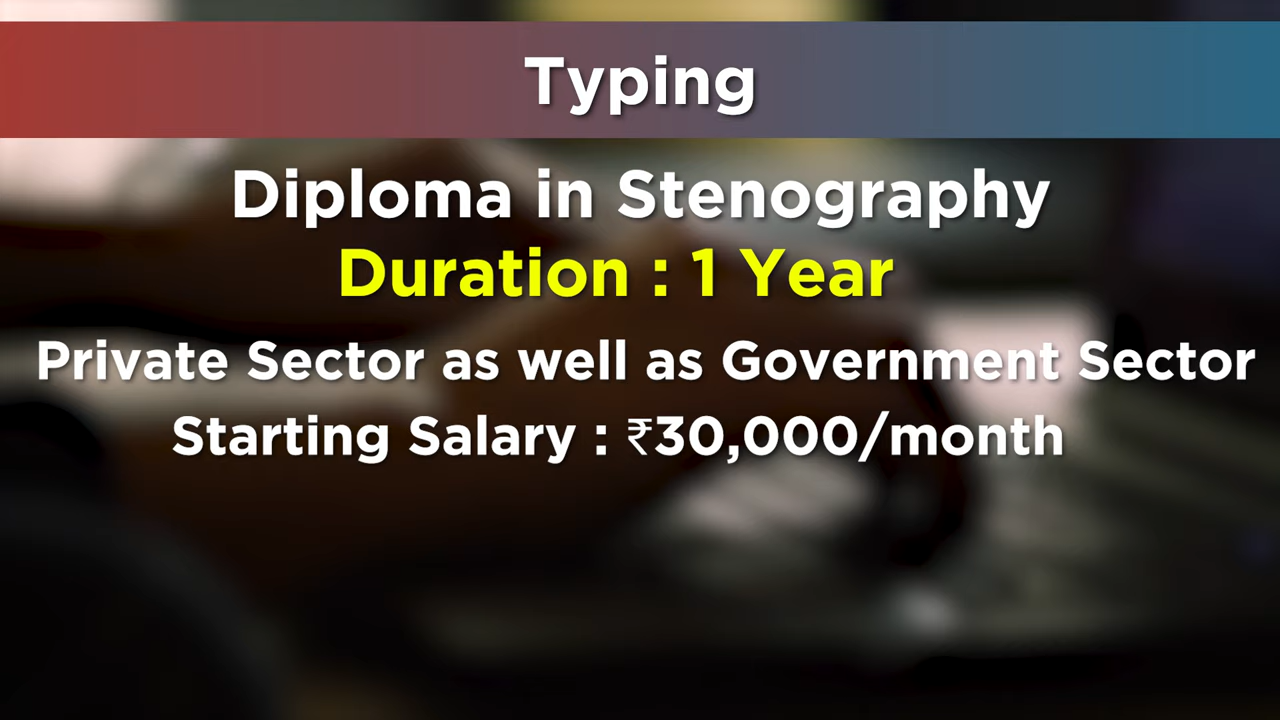 Typing
Diploma in Stenography
Duration : 1 Year
Private Sector as well as Government Sector
Starting Salary : ₹30,000/month